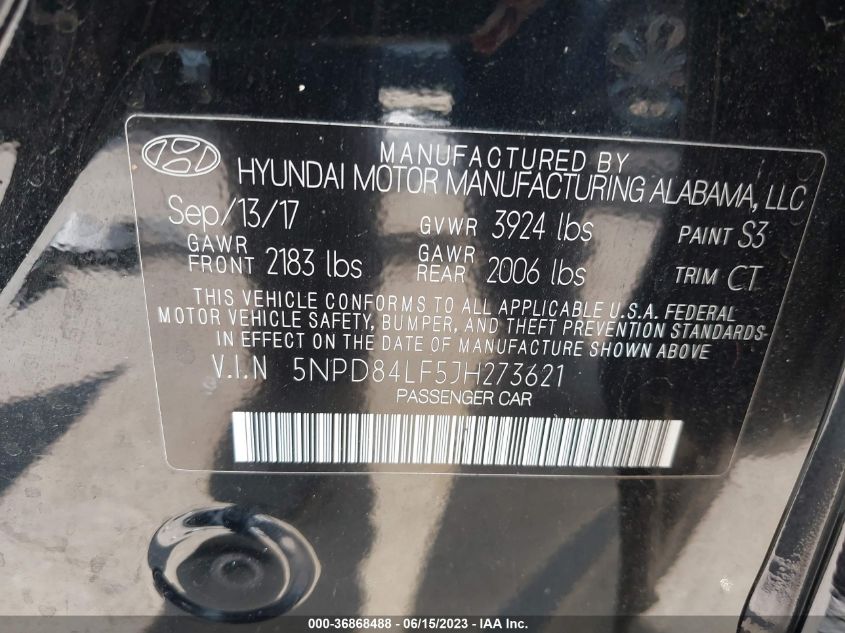 MANUFACTURED BY
HYUNDAI MOTOR MANUFACTURING ALABAMA, LLC
Sep/13/17 GVWR 3924 lbs PAINT S3
GAWR FRONT 2183 lbs GAWR REAR 2006 lbs TRIM CT
THIS VEHICLE CONFORMS TO ALL APPLICABLE U.S.A. FEDERAL
MOTOR VEHICLE SAFETY, BUMPER, AND THEFT PREVENTION STANDARDS
IN EFFECT ON THE DATE OF MANUFACTURE SHOWN ABOVE
V.I.N 5NPD84LF5JH273621
PASSENGER CAR
000-36868488 - 06/15/2023 - IAA Inc.